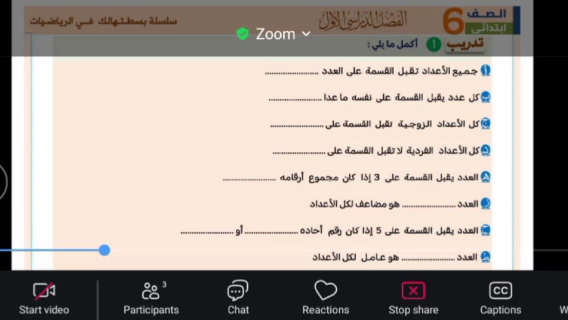 سلسلة بسطتهالك في الرياضيات
الفصل الدراسي الأول
6 الصف
ابتدائى
Zoom
تدريب 1 أكمل ما يلي :
أ جميع الأعداد تقبل القسمة على العدد ....................
ب كل عدد يقبل القسمة على نفسه ما عدا ....................
ج كل الأعداد الزوجية تقبل القسمة على ....................
د كل الأعداد الفردية لا تقبل القسمة على ....................
ه العدد يقبل القسمة على 3 إذا كان مجموع أرقامه ....................
و العدد .................... هو مضاعف لكل الأعداد
العدد يقبل القسمة على 5 إذا كان رقم أحاده .................... أو ....................
العدد .................... هو عامل لكل الأعداد
Start video
3
Participants
Chat
Reactions
Stop share
CC
Captions
W